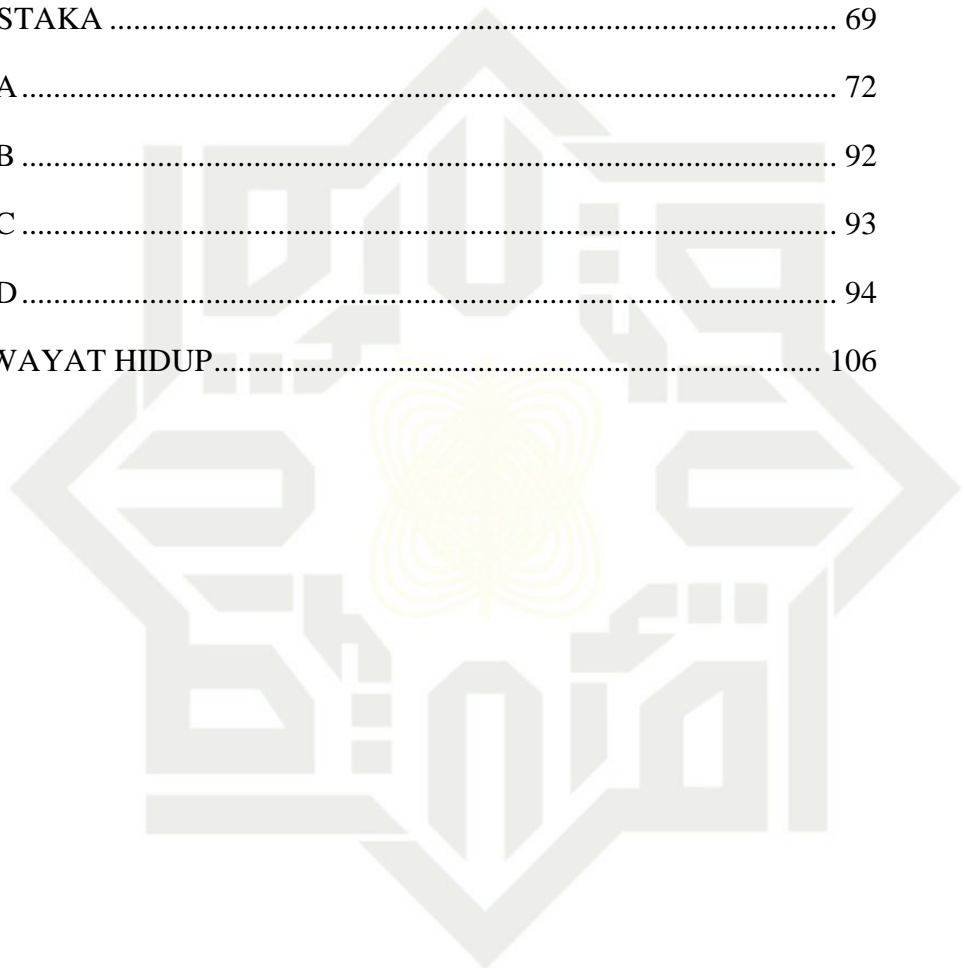 STAKA ........................................................................................... 69
A ...................................................................................................... 72
B ...................................................................................................... 92
C ...................................................................................................... 93
D ...................................................................................................... 94
WAYAT HIDUP............................................................................ 106